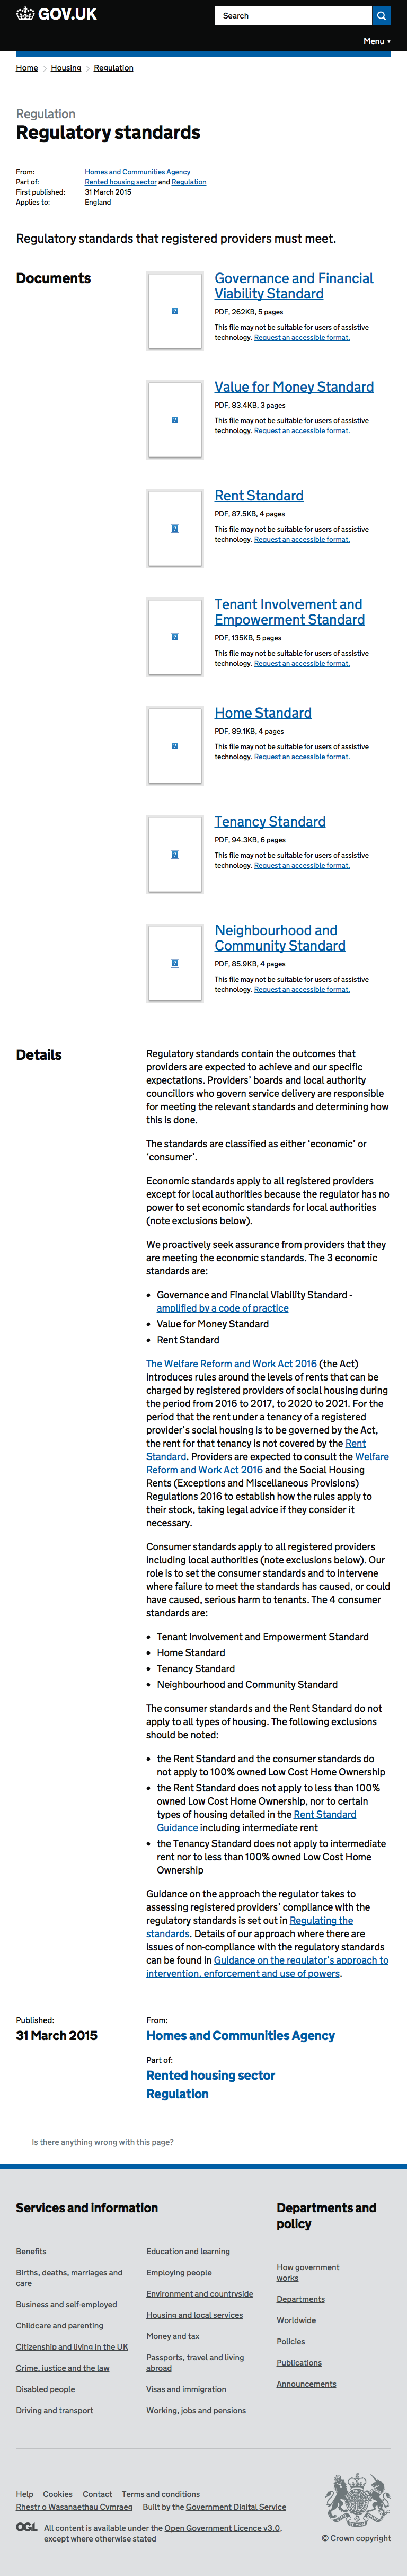 GOV.UK
Search
Menu ▼
Home
Housing
Regulation
Regulation
Regulatory standards
From: Homes and Communities Agency
Part of: Rented housing sector and Regulation
First published: 31 March 2015
Applies to: England
Regulatory standards that registered providers must meet.
Documents
Governance and Financial
Viability Standard
PDF, 262KB, 5 pages
This file may not be suitable for users of assistive
technology. Request an accessible format.
Value for Money Standard
PDF, 83.4KB, 3 pages
This file may not be suitable for users of assistive
technology. Request an accessible format.
Rent Standard
PDF, 87.5KB, 4 pages
This file may not be suitable for users of assistive
technology. Request an accessible format.
Tenant Involvement and
Empowerment Standard
PDF, 135KB, 5 pages
This file may not be suitable for users of assistive
technology. Request an accessible format.
Home Standard
PDF, 89.1KB, 4 pages
This file may not be suitable for users of assistive
technology. Request an accessible format.
Tenancy Standard
PDF, 94.3KB, 6 pages
This file may not be suitable for users of assistive
technology. Request an accessible format.
Neighbourhood and
Community Standard
PDF, 85.9KB, 4 pages
This file may not be suitable for users of assistive
technology. Request an accessible format.
Details
Regulatory standards contain the outcomes that
providers are expected to achieve and our specific
expectations. Providers’ boards and local authority
councillors who govern service delivery are responsible
for meeting the relevant standards and determining how
this is done.
The standards are classified as either ‘economic’ or
‘consumer’.
Economic standards apply to all registered providers
except for local authorities because the regulator has no
power to set economic standards for local authorities
(note exclusions below).
We proactively seek assurance from providers that they
are meeting the economic standards. The 3 economic
standards are:
• Governance and Financial Viability Standard -
amplified by a code of practice
• Value for Money Standard
• Rent Standard
The Welfare Reform and Work Act 2016 (the Act)
introduces rules around the levels of rents that can be
charged by registered providers of social housing during
the period from 2016 to 2017, to 2020 to 2021. For the
period that the rent under a tenancy of a registered
provider’s social housing is to be governed by the Act,
the rent for that tenancy is not covered by the Rent
Standard. Providers are expected to consult the Welfare
Reform and Work Act 2016 and the Social Housing
Rents (Exceptions and Miscellaneous Provisions)
Regulations 2016 to establish how the rules apply to
their stock, taking legal advice if they consider it
necessary.
Consumer standards apply to all registered providers
including local authorities (note exclusions below). Our
role is to set the consumer standards and to intervene
where failure to meet the standards has caused, or could
have caused, serious harm to tenants. The 4 consumer
standards are:
• Tenant Involvement and Empowerment Standard
• Home Standard
• Tenancy Standard
• Neighbourhood and Community Standard
The consumer standards and the Rent Standard do not
apply to all types of housing. The following exclusions
should be noted:
• the Rent Standard and the consumer standards do
not apply to 100% owned Low Cost Home Ownership
• the Rent Standard does not apply to less than 100%
owned Low Cost Home Ownership, nor to certain
types of housing detailed in the Rent Standard
Guidance including intermediate rent
• the Tenancy Standard does not apply to intermediate
rent nor to less than 100% owned Low Cost Home
Ownership
Guidance on the approach the regulator takes to
assessing registered providers’ compliance with the
regulatory standards is set out in Regulating the
standards. Details of our approach where there are
issues of non-compliance with the regulatory standards
can be found in Guidance on the regulator’s approach to
intervention, enforcement and use of powers.
Published:
31 March 2015
From:
Homes and Communities Agency
Part of:
Rented housing sector
Regulation
Is there anything wrong with this page?
Services and information
Benefits
Births, deaths, marriages and
care
Business and self-employed
Childcare and parenting
Citizenship and living in the UK
Crime, justice and the law
Disabled people
Driving and transport
Education and learning
Employing people
Environment and countryside
Housing and local services
Money and tax
Passports, travel and living
abroad
Visas and immigration
Working, jobs and pensions
Departments and
policy
How government
works
Departments
Worldwide
Policies
Publications
Announcements
Help Cookies Contact Terms and conditions
Rhestr o Wasanaethau Cymraeg Built by the Government Digital Service
OGL All content is available under the Open Government Licence v3.0,
except where otherwise stated
© Crown copyright